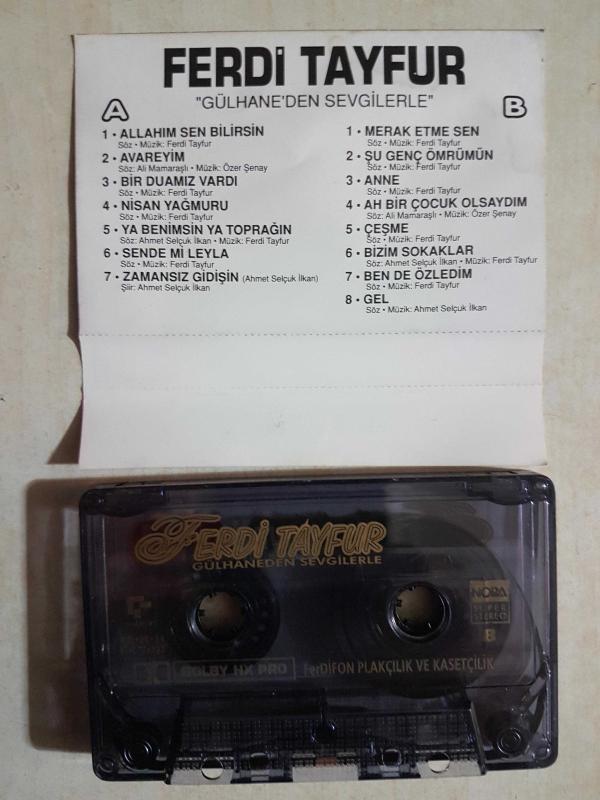 FERDİ TAYFUR
"GÜLHANE'DEN SEVGİLERLE"
A
1 • ALLAHIM SEN BİLİRSİN
Söz • Müzik: Ferdi Tayfur
2 • AVAREYİM
Söz: Ali Mamaraşlı • Müzik: Özer Şenay
3 • BİR DUAMIZ VARDI
Söz • Müzik: Ferdi Tayfur
4 • NİSAN YAĞMURU
Söz • Müzik: Ferdi Tayfur
5 • YA BENİMSİN YA TOPRAĞIN
Söz: Ahmet Selçuk İlkan • Müzik: Ferdi Tayfur
6 • SENDE Mİ LEYLA
Söz • Müzik: Ferdi Tayfur
7 • ZAMANSIZ GİDİŞİN (Ahmet Selçuk İlkan)
Şiir: Ahmet Selçuk İlkan
B
1 • MERAK ETME SEN
Söz • Müzik: Ferdi Tayfur
2 • ŞU GENÇ ÖMRÜMÜN
Söz • Müzik: Ferdi Tayfur
3 • ANNE
Söz • Müzik: Ferdi Tayfur
4 • AH BİR ÇOCUK OLSAYDIM
Söz: Ali Mamaraşlı • Müzik: Özer Şenay
5 • ÇEŞME
Söz • Müzik: Ferdi Tayfur
6 • BİZİM SOKAKLAR
Söz: Ahmet Selçuk İlkan • Müzik: Ferdi Tayfur
7 • BEN DE ÖZLEDİM
Söz • Müzik: Ferdi Tayfur
8 • GEL
Söz • Müzik: Ahmet Selçuk İlkan
FERDİ TAYFUR
GÜLHANEDEN SEVGİLERLE
NORA
SUPER
STEREO
B
DOLBY HX PRO
FerDİFON PLAKÇILIK VE KASETÇİLİK